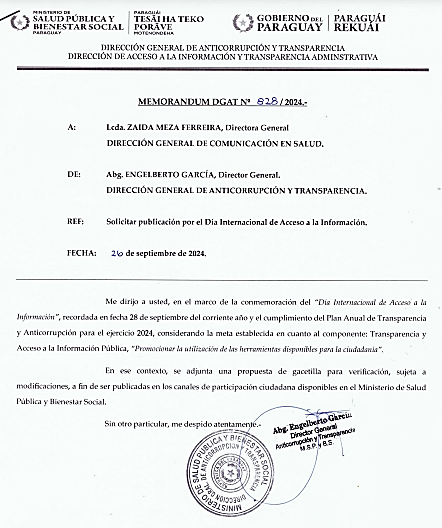 MINISTERIO DE
SALUD PÚBLICA Y
BIENESTAR SOCIAL
PARAGUAY
PARAGUÁI
TESÃI HA TEKO
PORÃVE
MOTENONDEHA
GOBIERNO DEL
PARAGUAY
PARAGUÁI
REKUÁI
DIRECCIÓN GENERAL DE ANTICORRUPCIÓN Y TRANSPARENCIA
DIRECCIÓN DE ACCESO A LA INFORMACIÓN Y TRANSPARENCIA ADMINSTRATIVA
MEMORANDUM DGAT Nº 828/2024.-
A: Lcda. ZAIDA MEZA FERREIRA, Directora General
DIRECCIÓN GENERAL DE COMUNICACIÓN EN SALUD.
DE: Abg. ENGELBERTO GARCÍA, Director General.
DIRECCIÓN GENERAL DE ANTICORRUPCIÓN Y TRANSPARENCIA.
REF: Solicitar publicación por el Día Internacional de Acceso a la Información.
FECHA: 26 de septiembre de 2024.
Me dirijo a usted, en el marco de la conmemoración del "Día Internacional de Acceso a la
Información", recordada en fecha 28 de septiembre del corriente año y el cumplimiento del Plan Anual de Transparencia
y Anticorrupción para el ejercicio 2024, considerando la meta establecida en cuanto al componente: Transparencia y
Acceso a la Información Pública, "Promocionar la utilización de las herramientas disponibles para la ciudadanía".
En ese contexto, se adjunta una propuesta de gacetilla para verificación, sujeta a
modificaciones, a fin de ser publicadas en los canales de participación ciudadana disponibles en el Ministerio de Salud
Pública y Bienestar Social.
Sin otro particular, me despido atentamente.-
Abg. Engelberto García
Director General
Anticorrupción y Transparencia
M.S.P. y B.S.
MINISTERIO DE SALUD PÚBLICA Y BIENESTAR SOCIAL
DIRECCIÓN GRAL. DE ANTICORRUPCIÓN Y TRANSPARENCIA